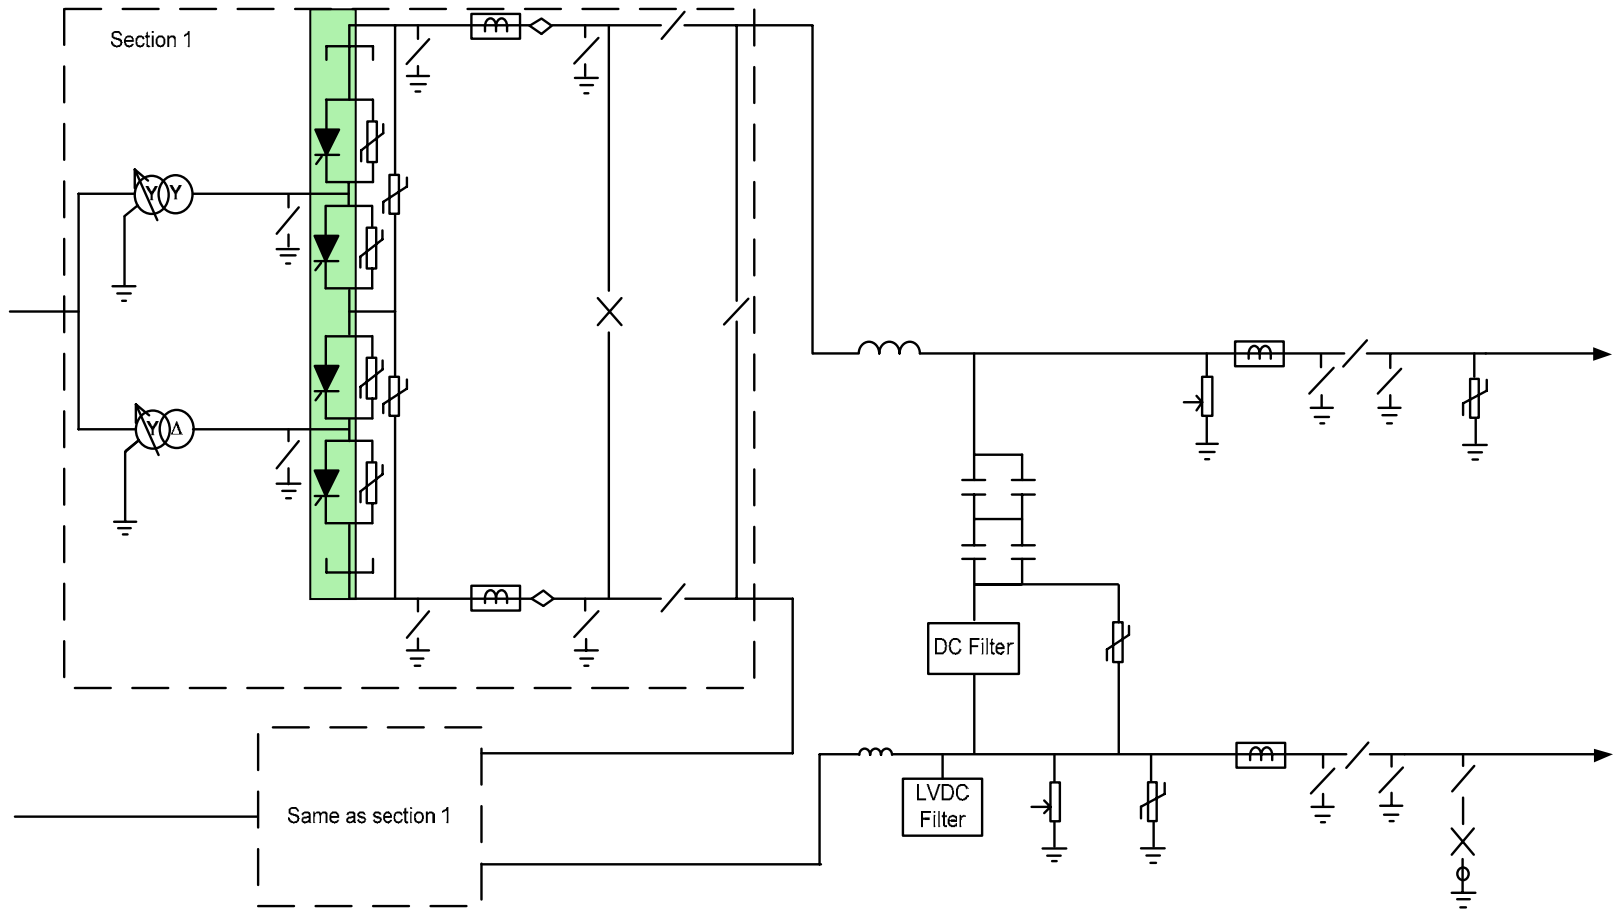 Section 1
Y Y
Y Δ
DC Filter
LVDC
Filter
Same as section 1